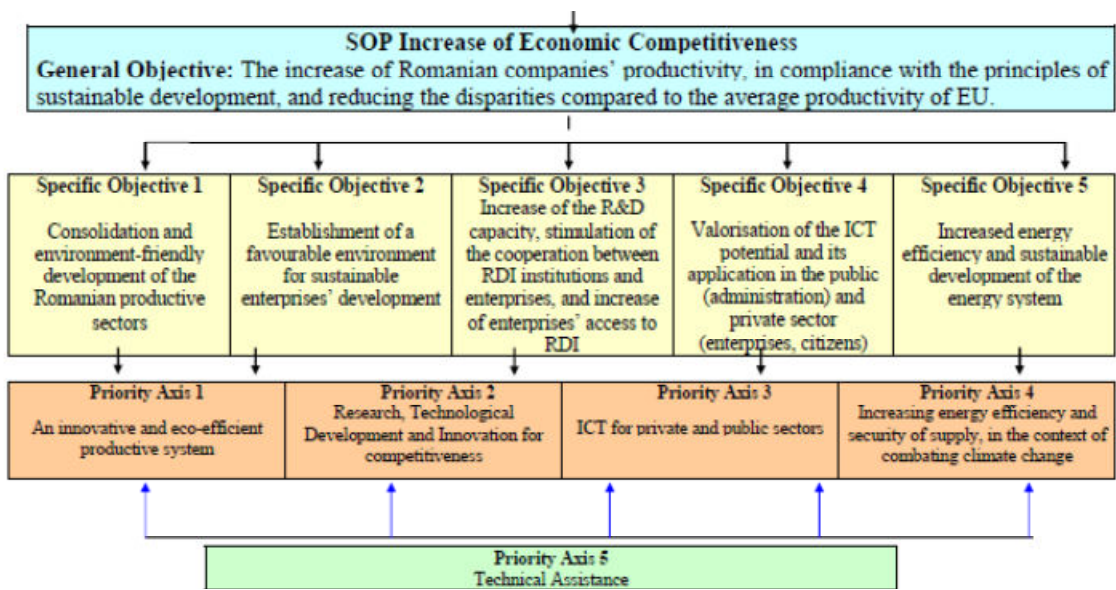 SOP Increase of Economic Competitiveness
General Objective: The increase of Romanian companies' productivity, in compliance with the principles of
sustainable development, and reducing the disparities compared to the average productivity of EU.
Specific Objective 1
Consolidation and
environment-friendly
development of the
Romanian productive
sectors
Specific Objective 2
Establishment of a
favourable environment
for sustainable
enterprises' development
Specific Objective 3
Increase of the R&D
capacity, stimulation of
the cooperation between
RDI institutions and
enterprises, and increase
of enterprises' access to
RDI
Specific Objective 4
Valorisation of the ICT
potential and its
application in the public
(administration) and
private sector
(enterprises, citizens)
Specific Objective 5
Increased energy
efficiency and sustainable
development of the
energy system
Priority Axis 1
An innovative and eco-efficient
productive system
Priority Axis 2
Research, Technological
Development and Innovation for
competitiveness
Priority Axis 3
ICT for private and public sectors
Priority Axis 4
Increasing energy efficiency and
security of supply, in the context of
combating climate change
Priority Axis 5
Technical Assistance